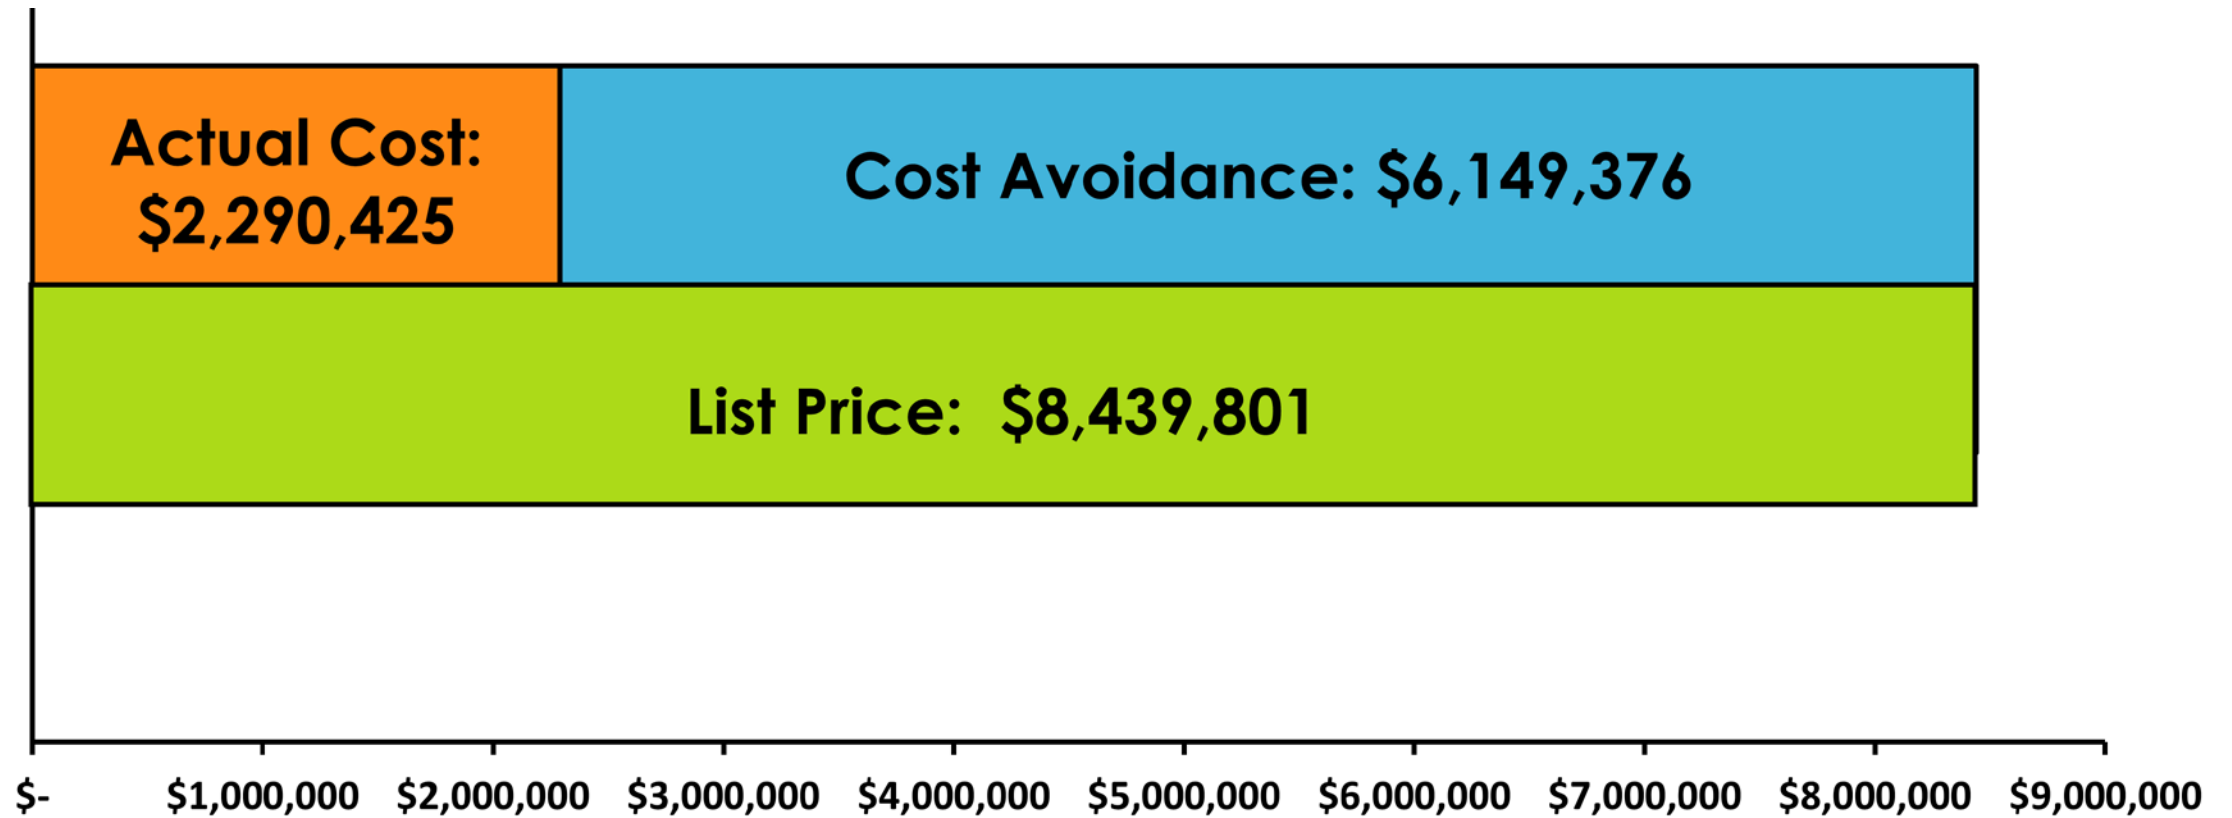 Actual Cost:
$2,290,425
Cost Avoidance: $6,149,376
List Price: $8,439,801
$- $1,000,000 $2,000,000 $3,000,000 $4,000,000 $5,000,000 $6,000,000 $7,000,000 $8,000,000 $9,000,000